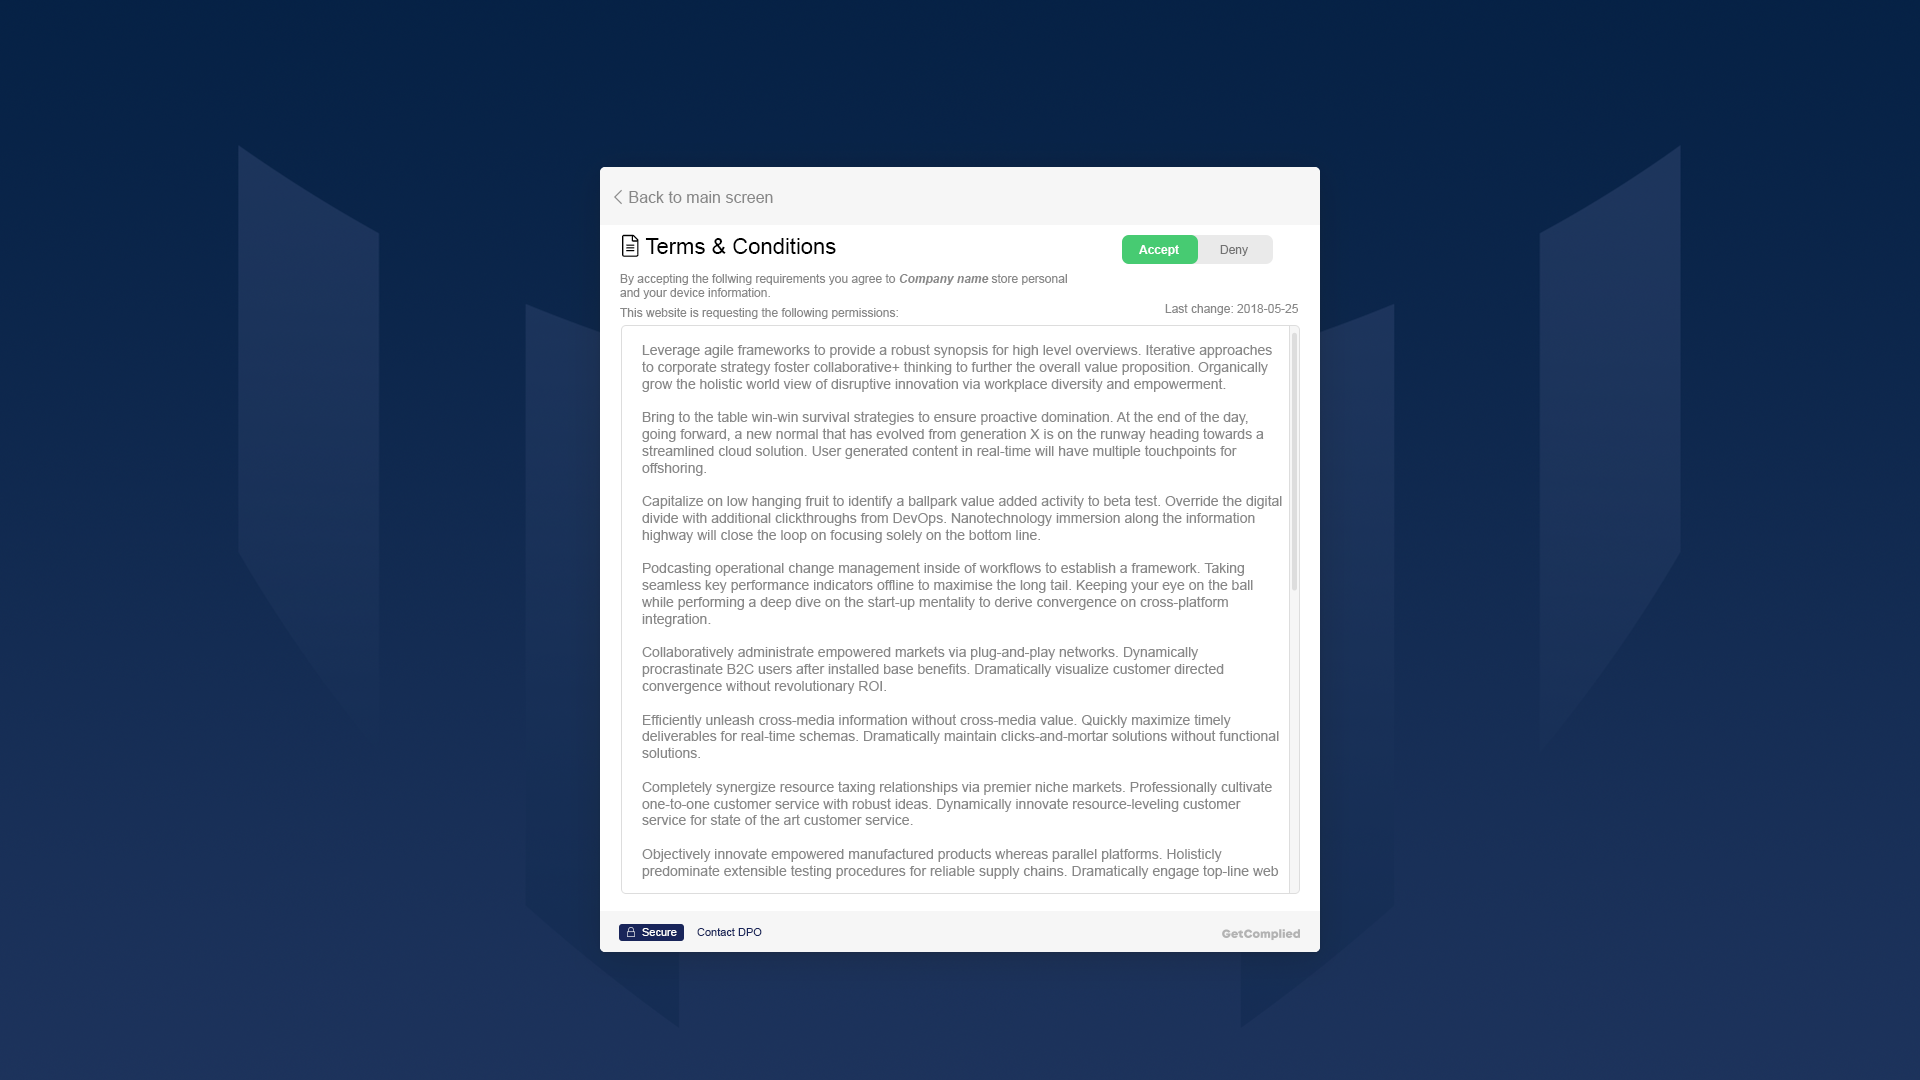 Back to main screen
Terms & Conditions
Accept
Deny
By accepting the follwing requirements you agree to Company name store personal
and your device information.
This website is requesting the following permissions:
Last change: 2018-05-25
Leverage agile frameworks to provide a robust synopsis for high level overviews. Iterative approaches
to corporate strategy foster collaborative+ thinking to further the overall value proposition. Organically
grow the holistic world view of disruptive innovation via workplace diversity and empowerment.
Bring to the table win-win survival strategies to ensure proactive domination. At the end of the day,
going forward, a new normal that has evolved from generation X is on the runway heading towards a
streamlined cloud solution. User generated content in real-time will have multiple touchpoints for
offshoring.
Capitalize on low hanging fruit to identify a ballpark value added activity to beta test. Override the digital
divide with additional clickthroughs from DevOps. Nanotechnology immersion along the information
highway will close the loop on focusing solely on the bottom line.
Podcasting operational change management inside of workflows to establish a framework. Taking
seamless key performance indicators offline to maximise the long tail. Keeping your eye on the ball
while performing a deep dive on the start-up mentality to derive convergence on cross-platform
integration.
Collaboratively administrate empowered markets via plug-and-play networks. Dynamically
procrastinate B2C users after installed base benefits. Dramatically visualize customer directed
convergence without revolutionary ROI.
Efficiently unleash cross-media information without cross-media value. Quickly maximize timely
deliverables for real-time schemas. Dramatically maintain clicks-and-mortar solutions without functional
solutions.
Completely synergize resource taxing relationships via premier niche markets. Professionally cultivate
one-to-one customer service with robust ideas. Dynamically innovate resource-leveling customer
service for state of the art customer service.
Objectively innovate empowered manufactured products whereas parallel platforms. Holisticly
predominate extensible testing procedures for reliable supply chains. Dramatically engage top-line web
Secure
Contact DPO
GetComplied